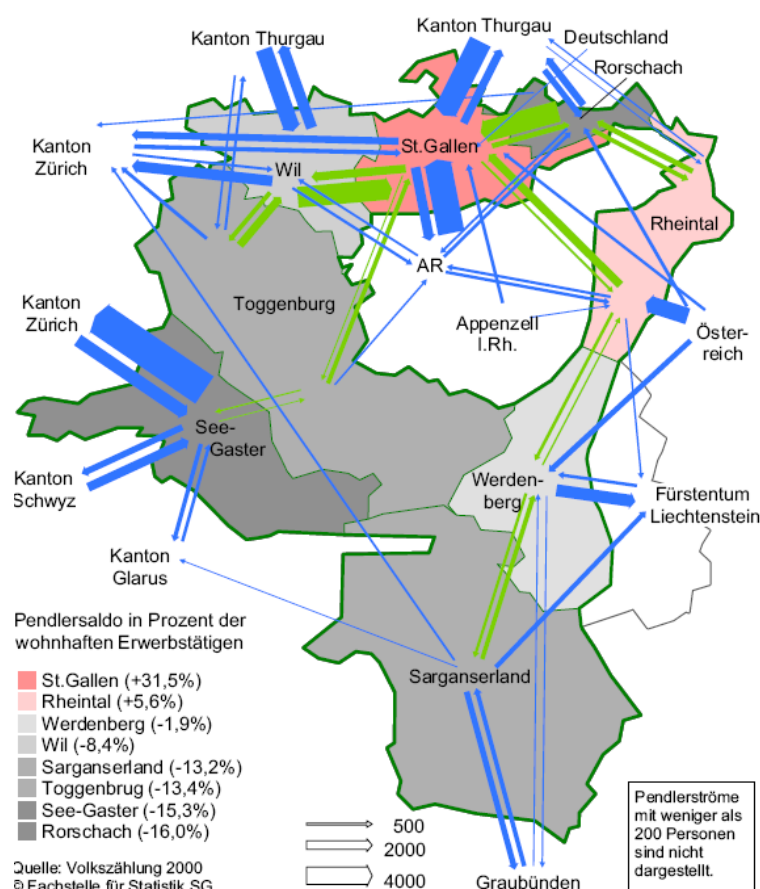 Kanton Thurgau
Kanton Thurgau
Deutschland
Rorschach
Kanton
Zürich
St.Gallen
Wil
Rheintal
AR
Kanton
Zürich
Toggenburg
Appenzell
I.Rh.
Öster-
reich
See-
Gaster
Kanton
Schwyz
Werden-
berg
Fürstentum
Liechtenstein
Kanton
Glarus
Sarganserland
Graubünden
Pendlersaldo in Prozent der
wohnhaften Erwerbstätigen
St.Gallen (+31,5%)
Rheintal (+5,6%)
Werdenberg (-1,9%)
Wil (-8,4%)
Sarganserland (-13,2%)
Toggenbrug (-13,4%)
See-Gaster (-15,3%)
Rorschach (-16,0%)
500
2000
4000
Pendlerströme
mit weniger als
200 Personen
sind nicht
dargestellt.
Quelle: Volkszählung 2000
© Fachstelle für Statistik SG